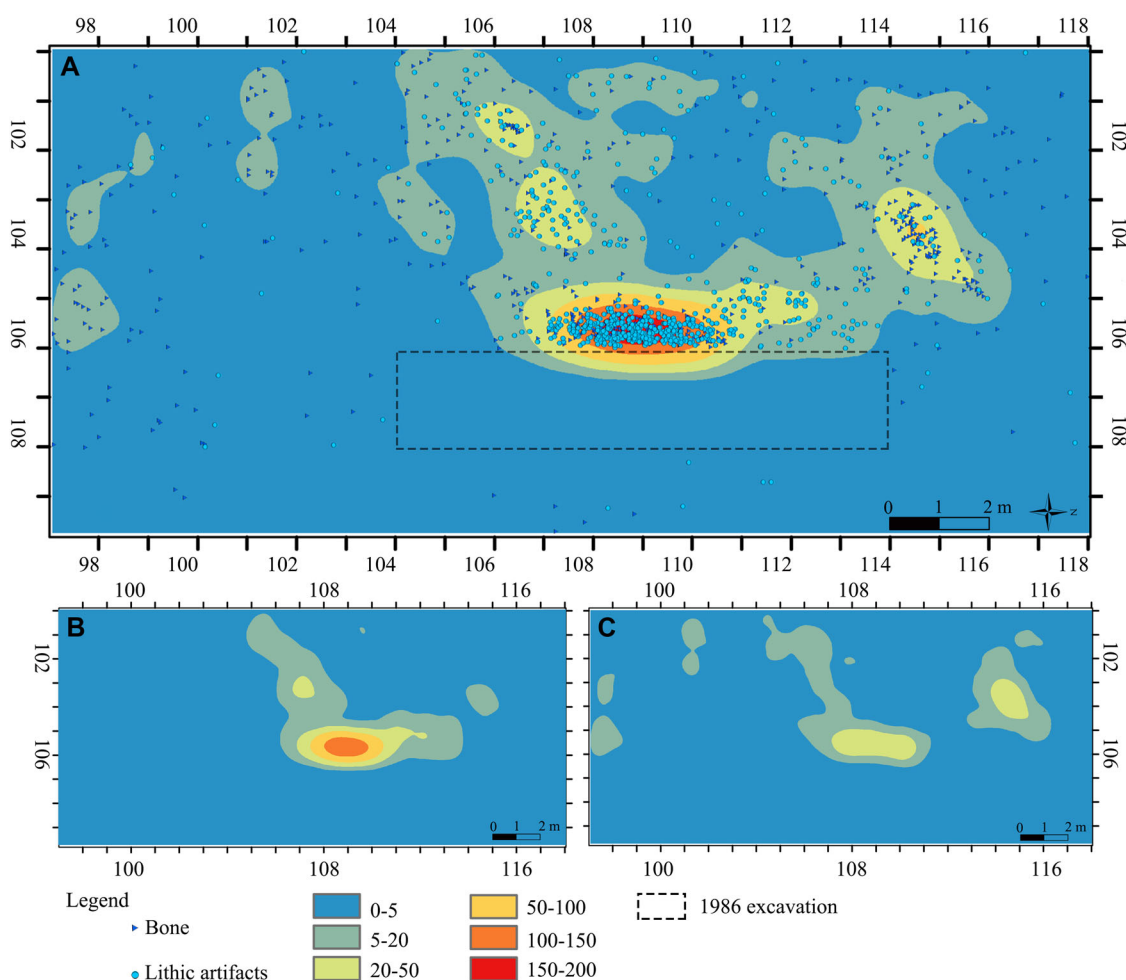 98 100 102 104 106 108 110 112 114 116 118
A
102 102
104 104
96 106
108 108
0 1 2 m
N
98 100 102 104 106 108 110 112 114 116 118
100 108 116 100 108 116
B C
102 102
106 106
0 1 2 m 0 1 2 m
100 108 116 100 108 116
Legend
Bone
Lithic artifacts
0-5
5-20
20-50
50-100
100-150
150-200
1986 excavation